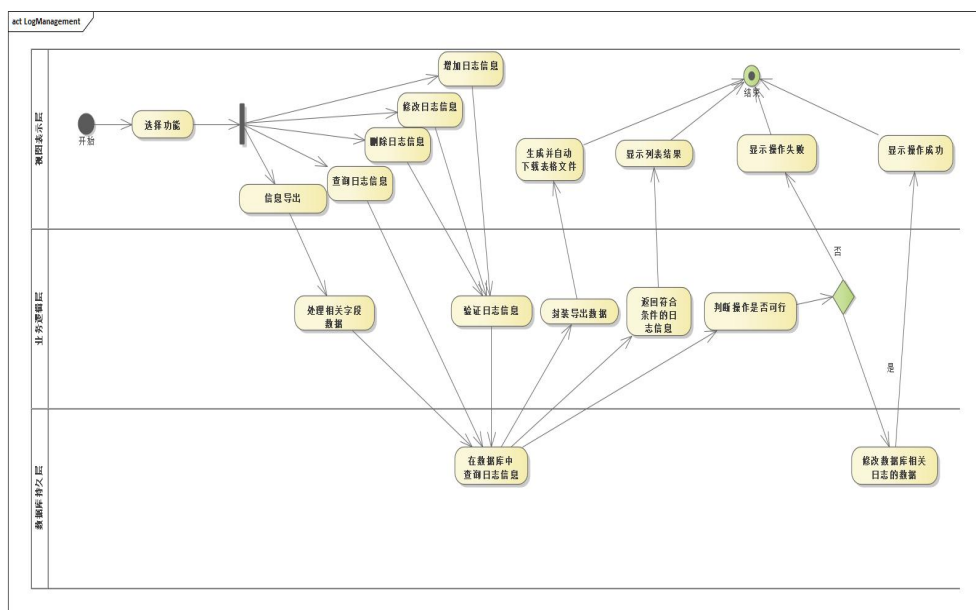 act LogManagement
视图表示层
开始
选择功能
增加日志信息
修改日志信息
删除日志信息
查询日志信息
信息导出
生成并自动
下载表格文件
显示列表结果
结束
显示操作失败
显示操作成功
业务逻辑层
处理相关字段
数据
验证日志信息
封装导出数据
返回符合
条件的日
志信息
判断操作是否可行
否
是
数据库持久层
在数据库中
查询日志信息
修改数据库相关
日志的数据